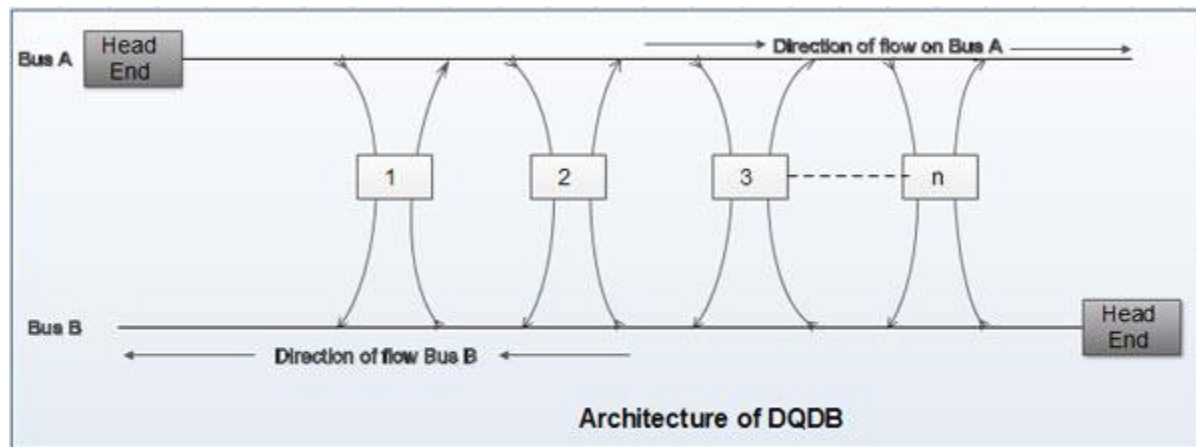 Bus A
Head
End
Direction of flow on Bus A
1
2
3
n
Bus B
Head
End
Direction of flow Bus B
Architecture of DQDB